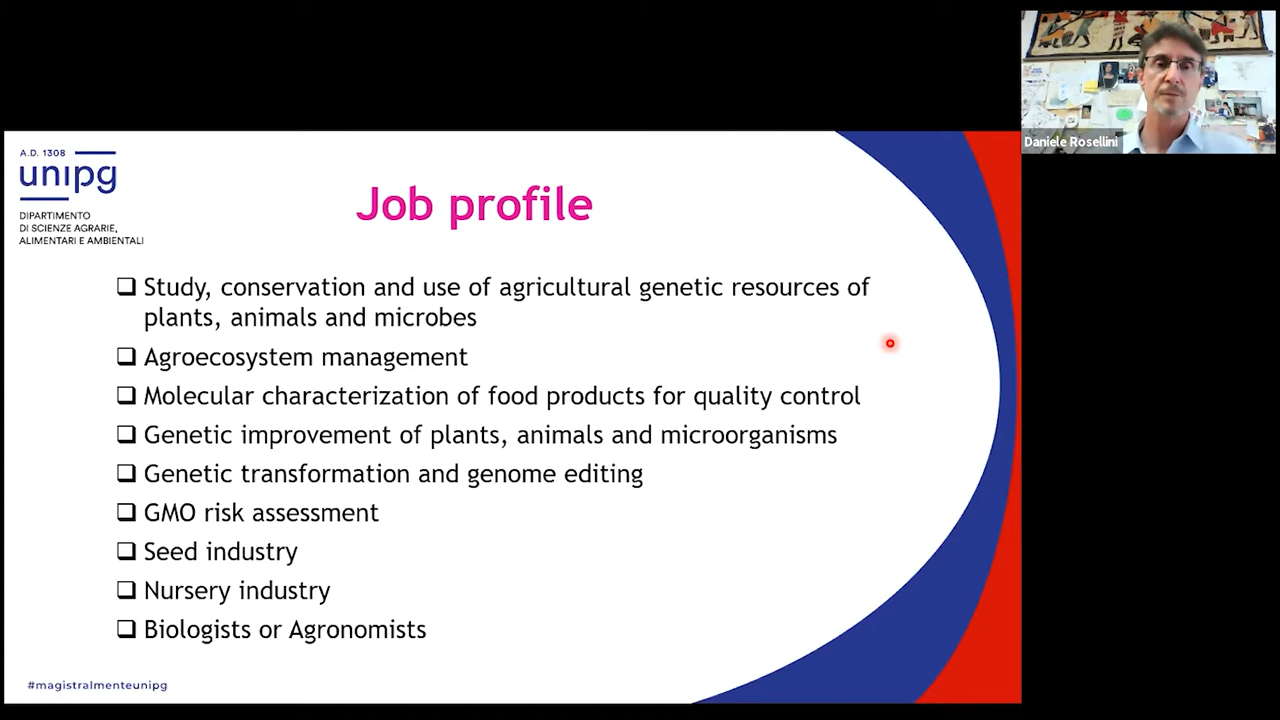 Daniele Rosellini
A.D. 1308
unipg
DIPARTIMENTO
DI SCIENZE AGRARIE,
ALIMENTARI E AMBIENTALI
Job profile
❑ Study, conservation and use of agricultural genetic resources of
plants, animals and microbes
❑ Agroecosystem management
❑ Molecular characterization of food products for quality control
❑ Genetic improvement of plants, animals and microorganisms
❑ Genetic transformation and genome editing
❑ GMO risk assessment
❑ Seed industry
❑ Nursery industry
❑ Biologists or Agronomists
#magistralmenteunipg